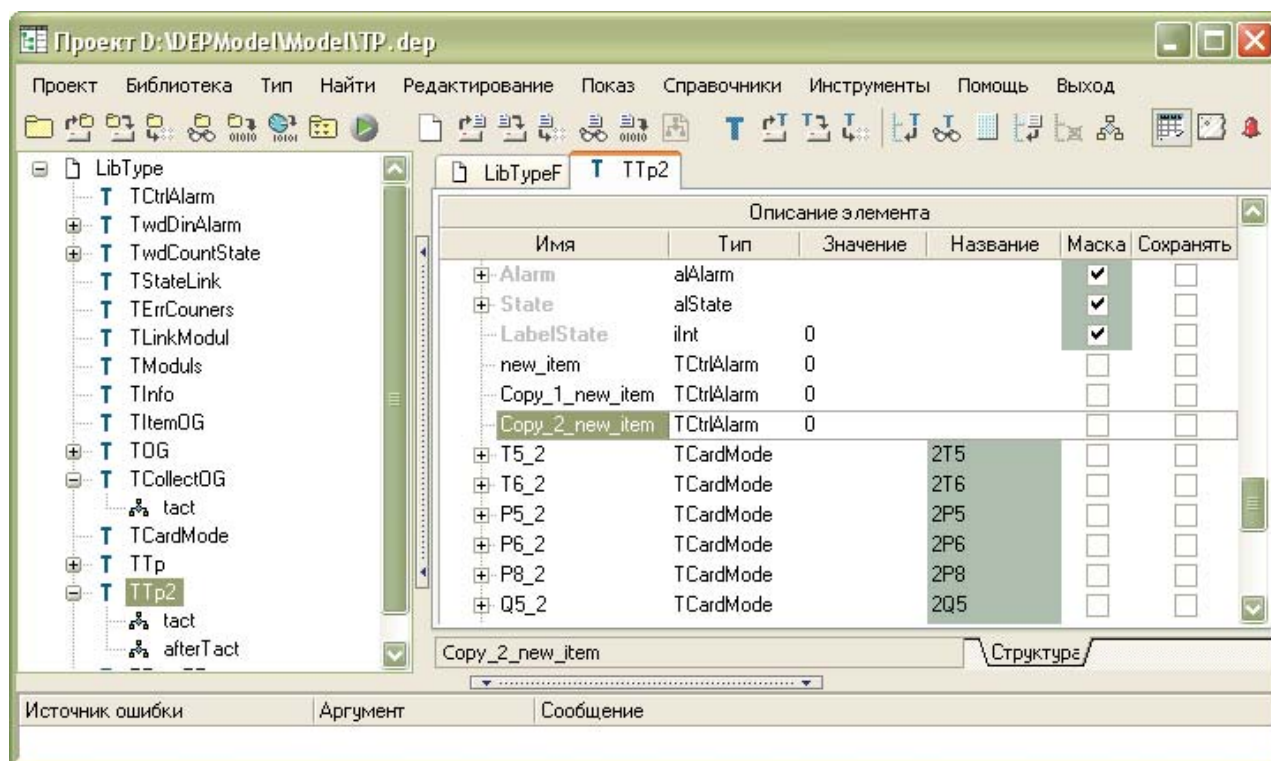 Проект D:\DEPModel\Model\TP.dep
Проект Библиотека Тип Найти Редактирование Показ Справочники Инструменты Помощь Выход
LibType
TCtrlAlarm
TwdDinAlarm
TwdCountState
TStateLink
TErrCouners
TLinkModul
TModuls
TInfo
TItemOG
TOG
TCollectOG
tact
TCardMode
TTp
TTp2
tact
afterTact
LibTypeF T TTp2
Описание элемента
Имя Тип Значение Название Маска Сохранять
Alarm alAlarm
State alState
LabelState iInt 0
new_item TCtrlAlarm 0
Copy_1_new_item TCtrlAlarm 0
Copy_2_new_item TCtrlAlarm 0
T5_2 TCardMode 2T5
T6_2 TCardMode 2T6
P5_2 TCardMode 2P5
P6_2 TCardMode 2P6
P8_2 TCardMode 2P8
Q5_2 TCardMode 2Q5
Copy_2_new_item Структура
Источник ошибки Аргумент Сообщение